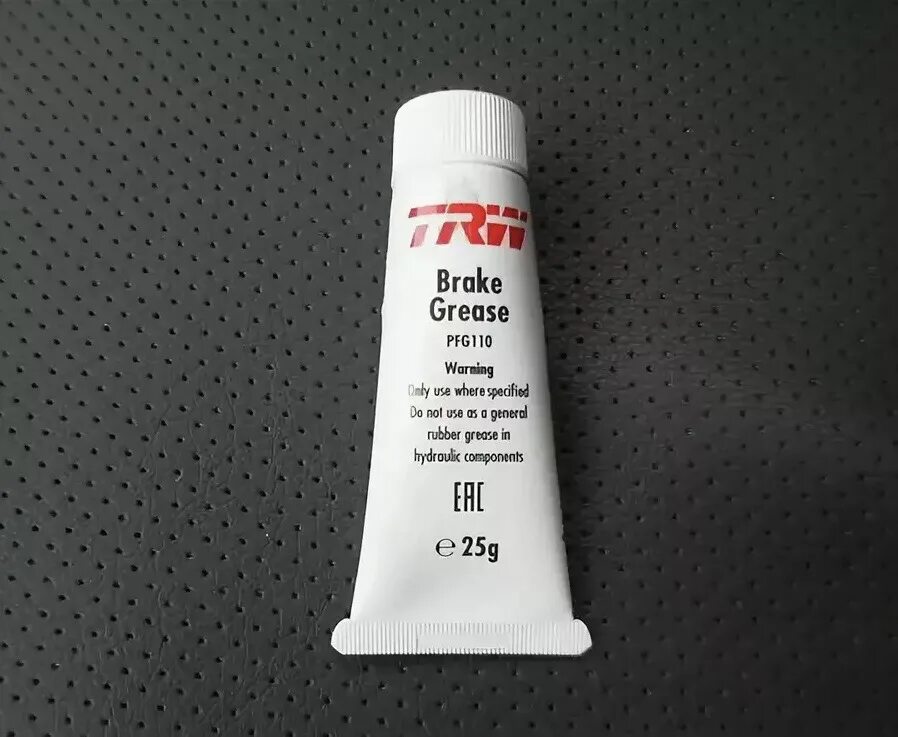 TRW
Brake
Grease
PFG110
Warning
Only use where specified
Do not use as a general
rubber grease in
hydraulic components
EAC
℮ 25g